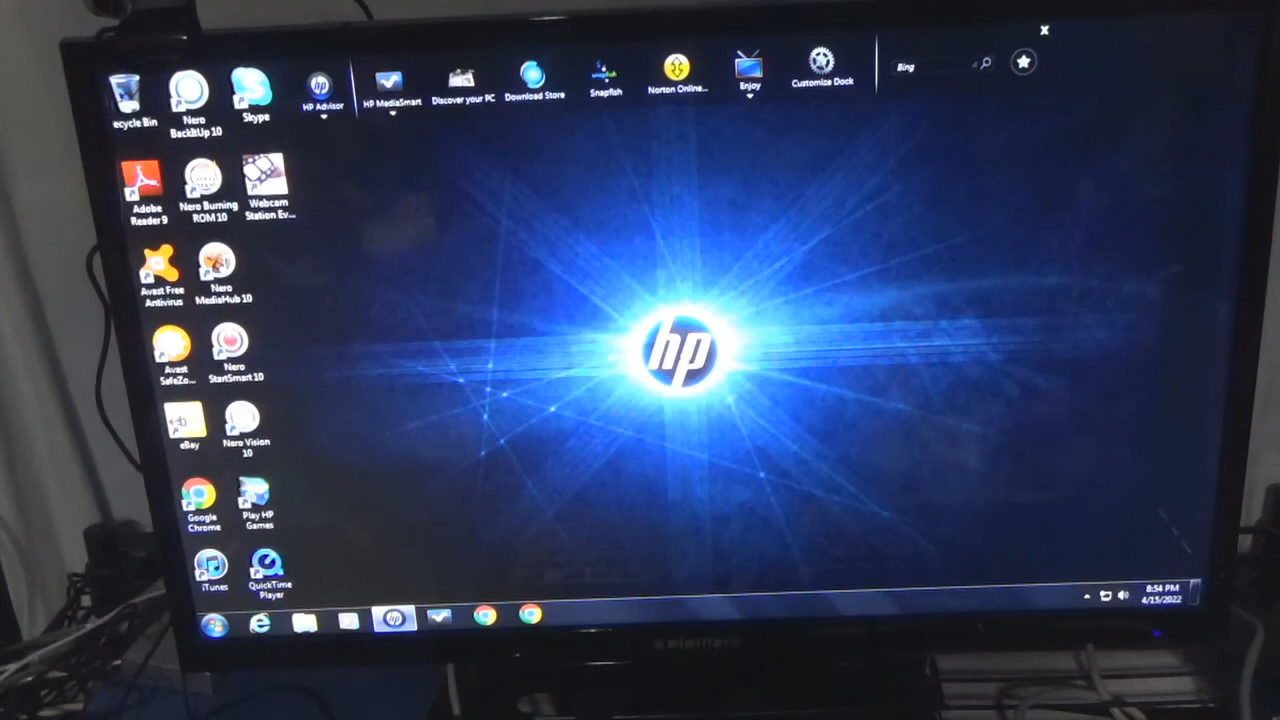 ecycle Bin
Nero
BackItUp 10
Skype
hp
HP Advisor
HP MediaSmart
Discover your PC
Download Store
snapfish
Snapfish
Norton Online...
Enjoy
Customize Dock
Bing
x
Adobe
Reader 9
Nero Burning
ROM 10
Webcam
Station Ev...
Avast Free
Antivirus
Nero
MediaHub 10
Avast
SafeZo...
Nero
StartSmart 10
hp
eBay
Nero Vision
10
Google
Chrome
Play HP
Games
iTunes
QuickTime
Player
hp
8:54 PM
4/15/2022